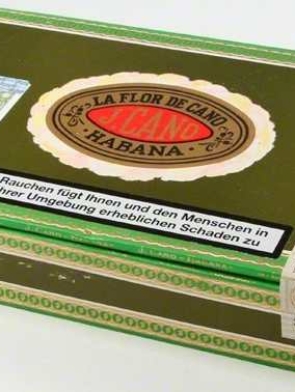 LA FLOR DE CANO
J. CANO
HABANA
Rauchen fügt Ihnen und den Menschen in
hrer Umgebung erheblichen Schaden zu